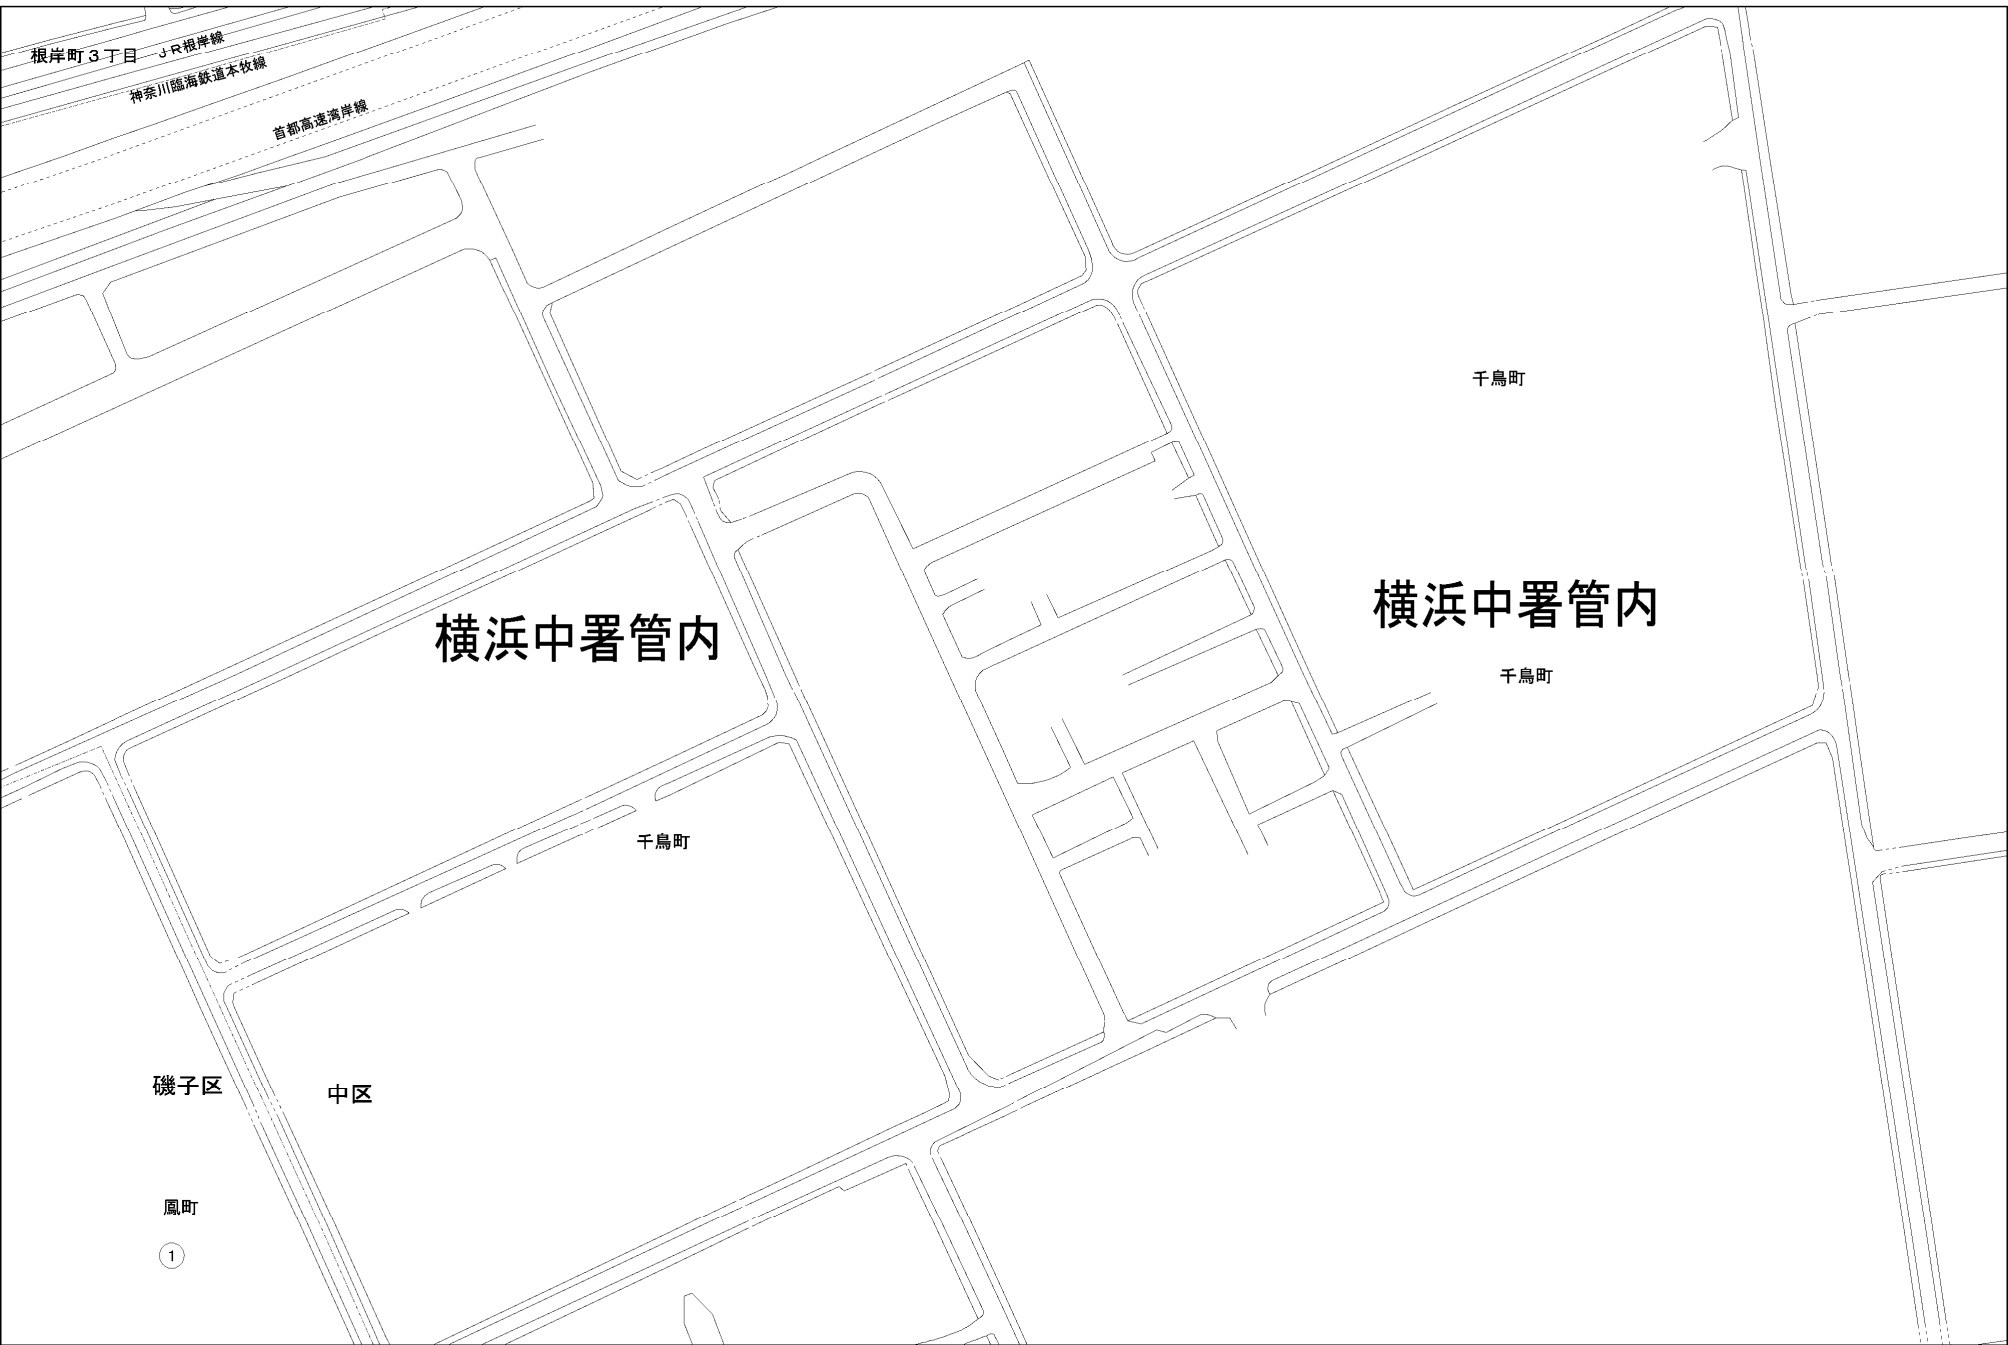 根岸町３丁目
ＪＲ根岸線
神奈川臨海鉄道本牧線
首都高速湾岸線
千鳥町
横浜中署管内
横浜中署管内
千鳥町
千鳥町
磯子区
中区
鳳町
1